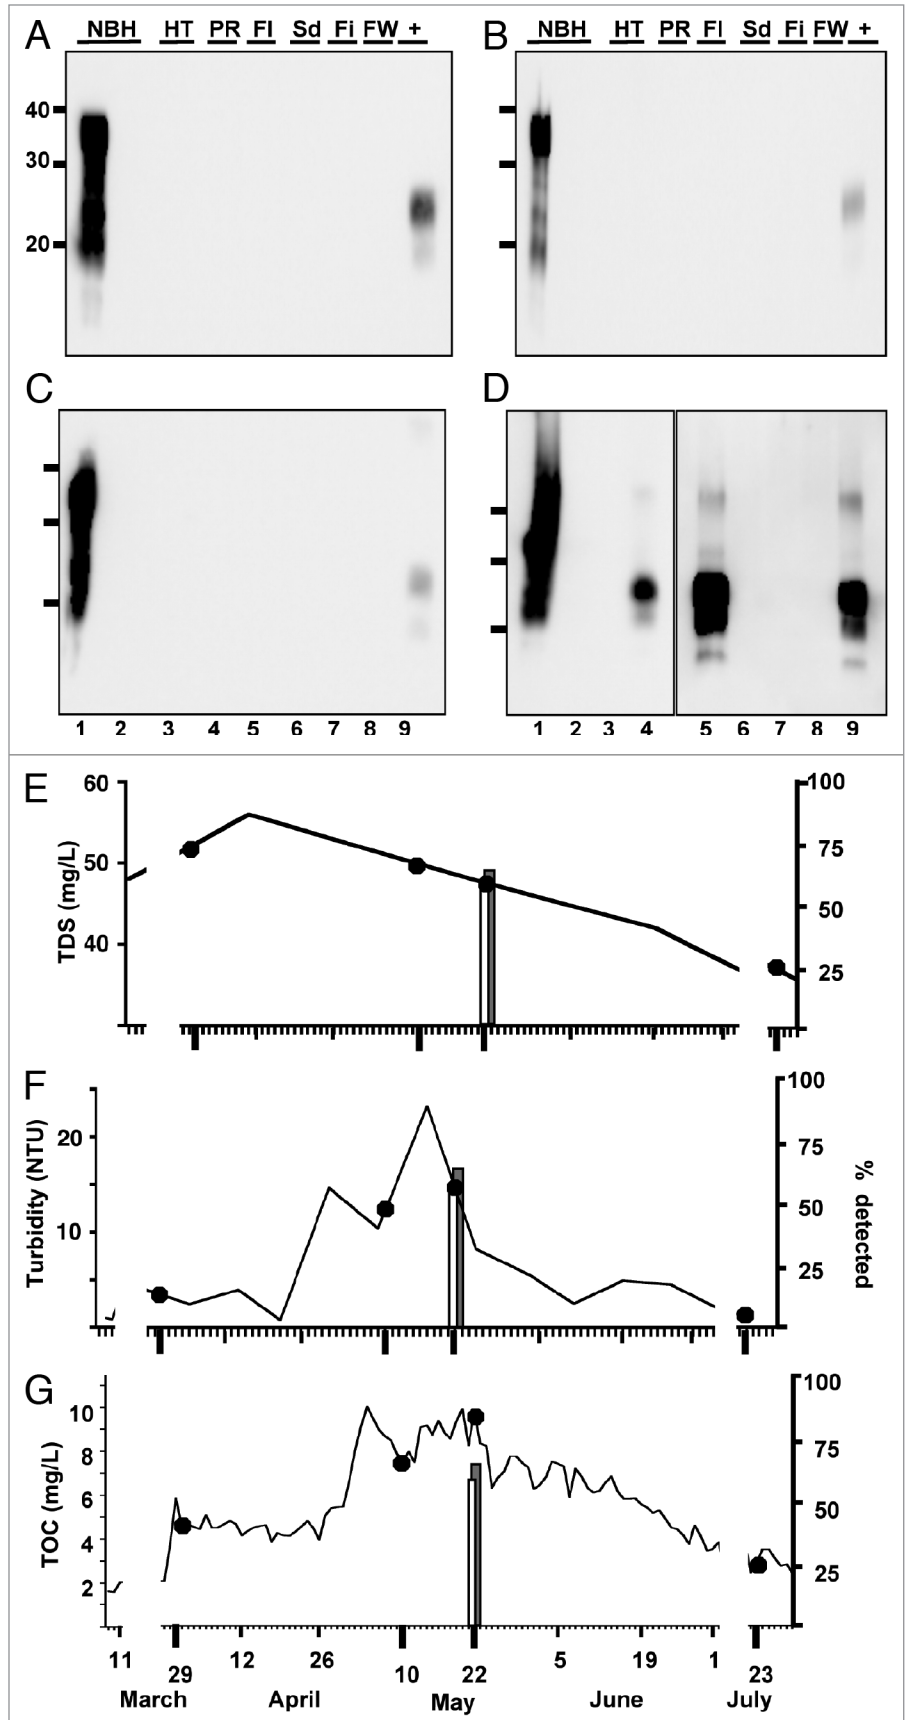 A NBH HT PR Fl Sd Fi FW +
B NBH HT PR Fl Sd Fi FW +
40
30
20
C
D
1 2 3 4 5 6 7 8 9
1 2 3 4 5 6 7 8 9
E
60
50
40
TDS (mg/L)
100
75
50
25
F
20
10
Turbidity (NTU)
100
75
50
25
% detected
G
10
8
6
4
2
TOC (mg/L)
100
75
50
25
11 29 12 26 10 22 5 19 1 23
March April May June July